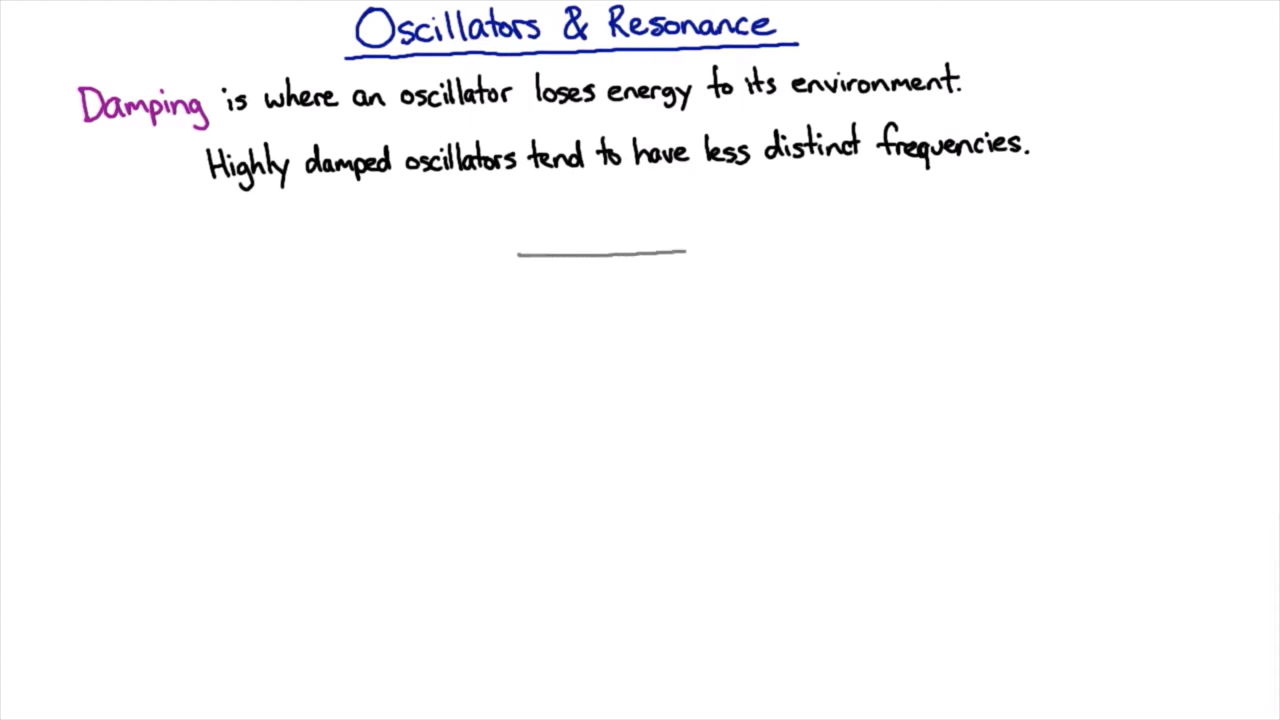 Oscillators & Resonance
Damping is where an oscillator loses energy to its environment.
Highly damped oscillators tend to have less distinct frequencies.